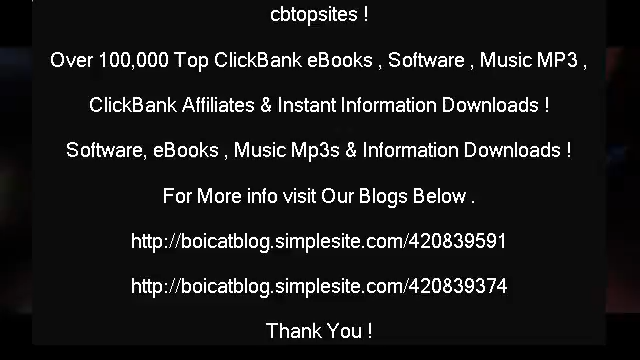 cbtopsites !
Over 100,000 Top ClickBank eBooks , Software , Music MP3 ,
ClickBank Affiliates & Instant Information Downloads !
Software, eBooks , Music Mp3s & Information Downloads !
For More info visit Our Blogs Below .
http://boicatblog.simplesite.com/420839591
http://boicatblog.simplesite.com/420839374
Thank You !